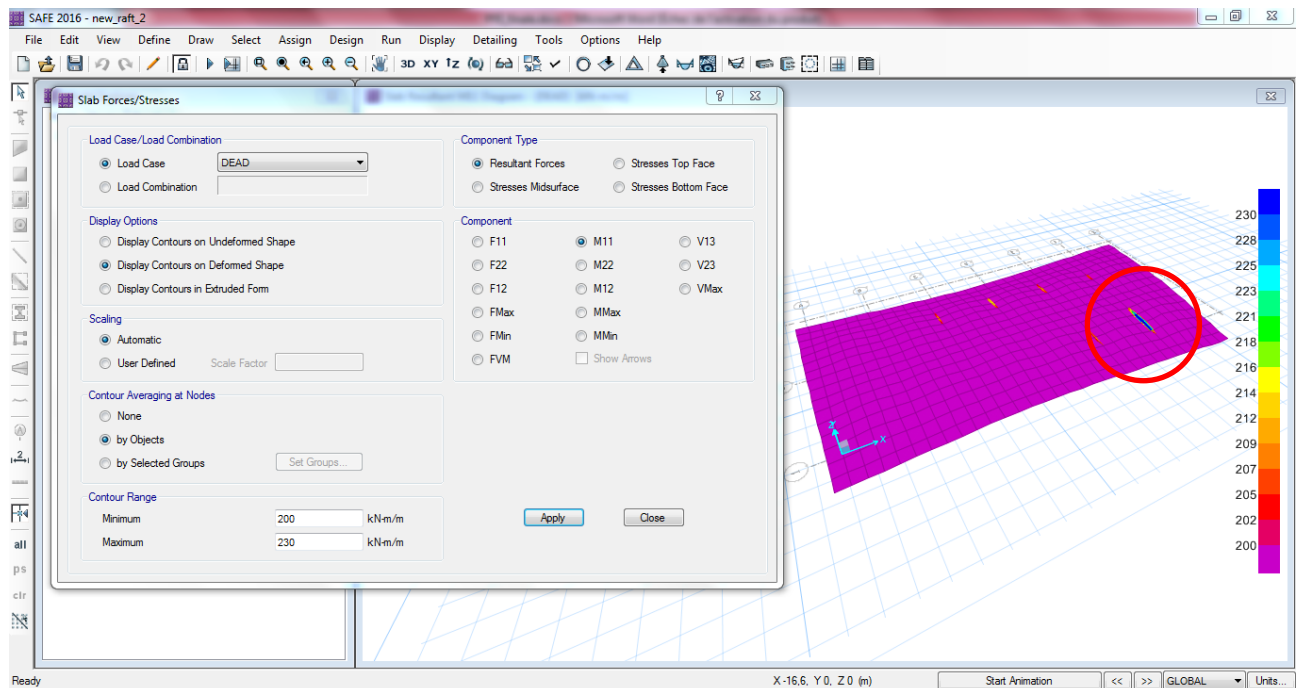 SAFE 2016 - new_raft_2
File Edit View Define Draw Select Assign Design Run Display Detailing Tools Options Help
3D XY
Slab Forces/Stresses
Load Case/Load Combination
Load Case DEAD
Load Combination
Display Options
Display Contours on Undeformed Shape
Display Contours on Deformed Shape
Display Contours in Extruded Form
Scaling
Automatic
User Defined Scale Factor
Contour Averaging at Nodes
None
by Objects
by Selected Groups Set Groups...
Contour Range
Minimum 200 kN-m/m
Maximum 230 kN-m/m
Component Type
Resultant Forces Stresses Top Face
Stresses Midsurface Stresses Bottom Face
Component
F11 M11 V13
F22 M22 V23
F12 M12 VMax
FMax MMax
FMin MMin
FVM Show Arrows
Apply Close
230
228
225
223
221
218
216
214
212
209
207
205
202
200
Z
X
2
all
ps
clr
Ready X -16,6, Y 0, Z 0 (m) Start Animation << >> GLOBAL Units...